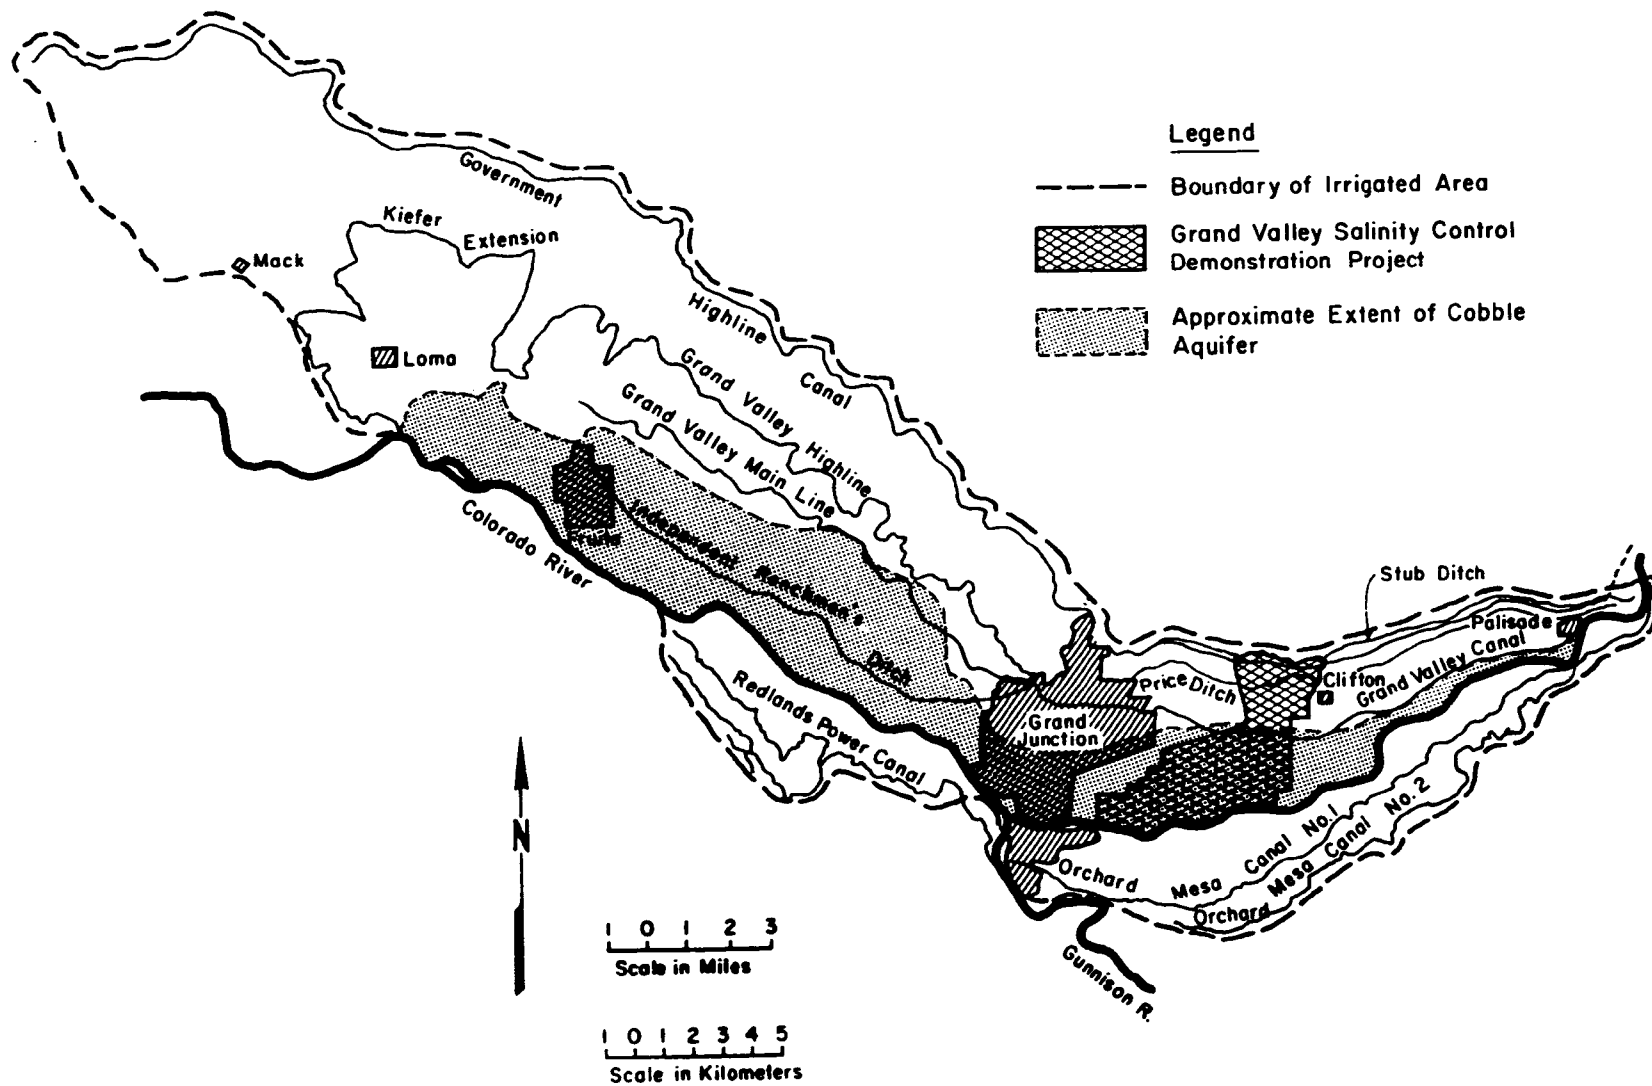 Legend
Boundary of Irrigated Area
Grand Valley Salinity Control
Demonstration Project
Approximate Extent of Cobble
Aquifer
Government
Highline
Canal
Kiefer
Extension
Mack
Loma
Grand Valley Highline
Grand Valley Main Line
Independent Ranchmen's
Ditch
Fruita
Colorado River
Redlands Power Canal
Grand
Junction
Price Ditch
Stub Ditch
Palisade
Clifton
Grand Valley Canal
Orchard Mesa Canal No. 1
Orchard Mesa Canal No. 2
Gunnison R.
N
1 0 1 2 3
Scale in Miles
1 0 1 2 3 4 5
Scale in Kilometers